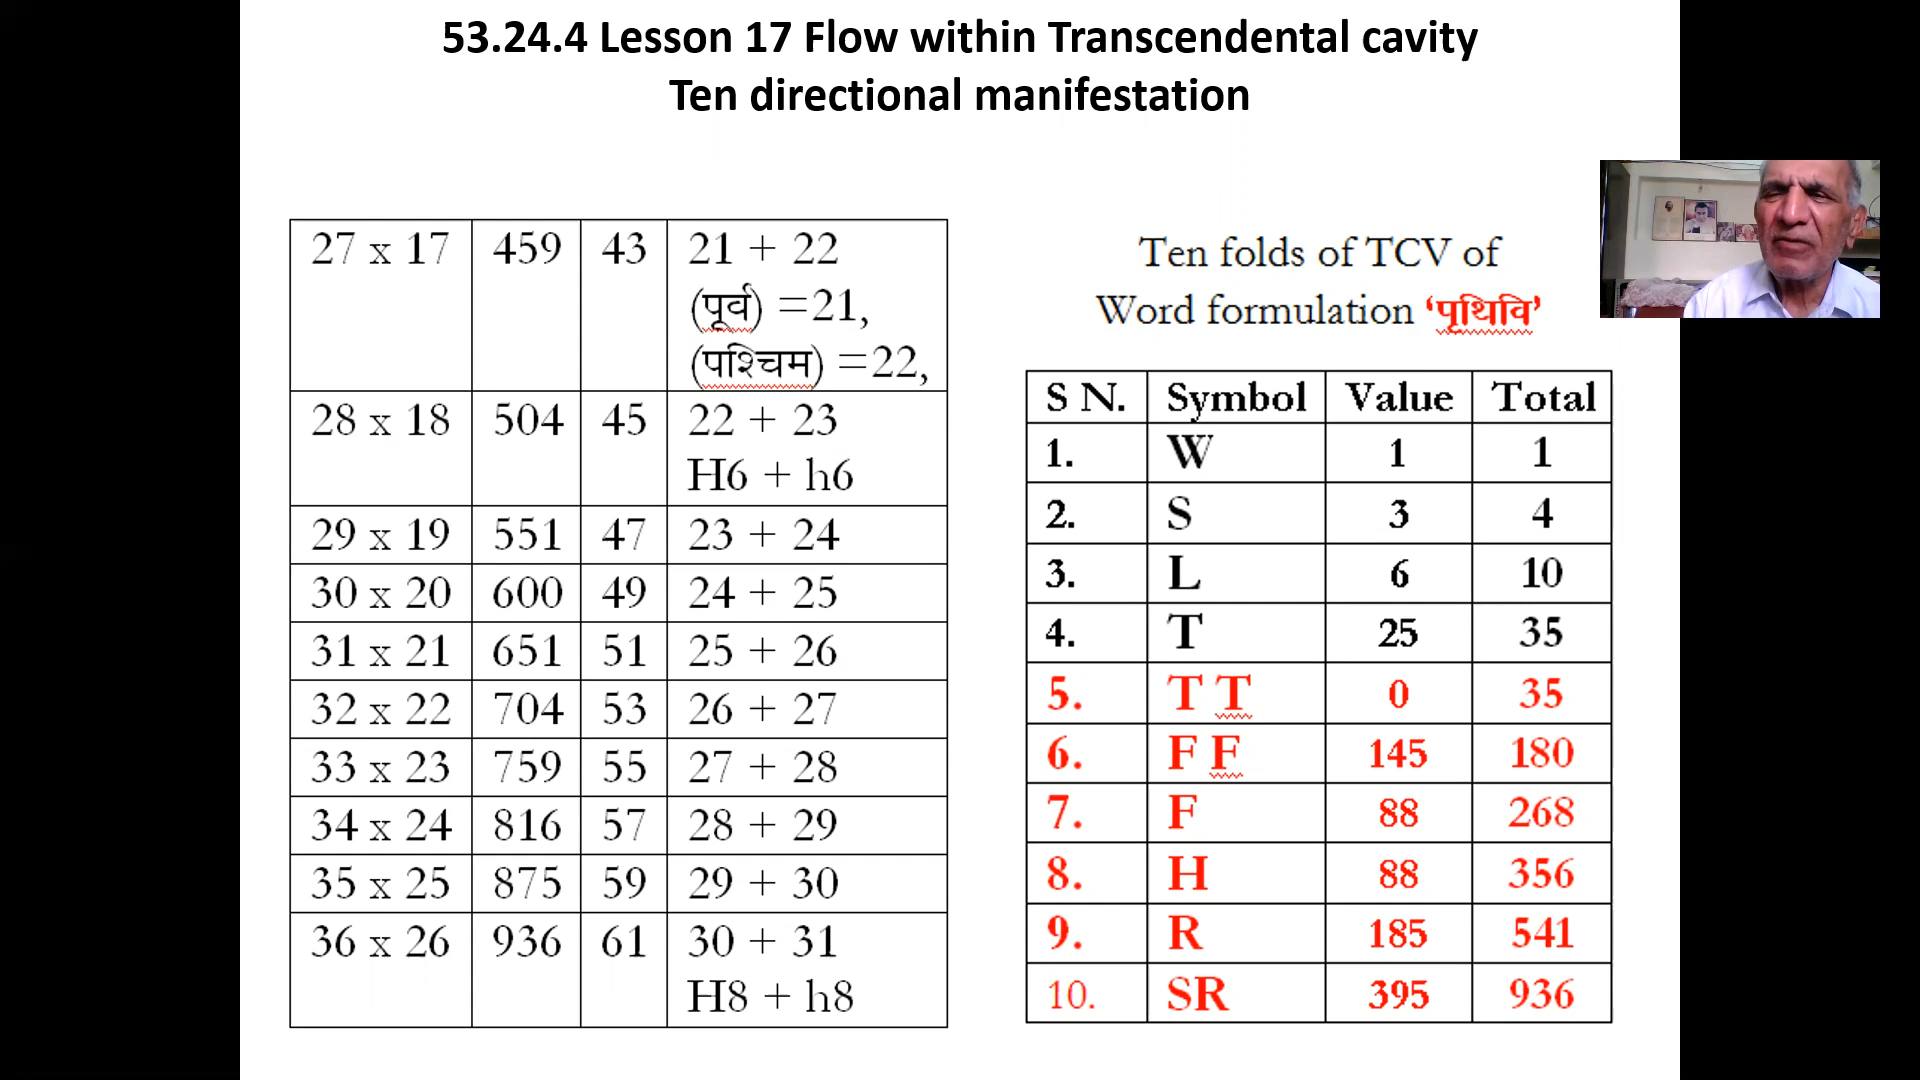 53.24.4 Lesson 17 Flow within Transcendental cavity
Ten directional manifestation
27 x 17 459 43 21 + 22
(पूर्व) =21,
(पश्चिम) =22,
28 x 18 504 45 22 + 23
H6 + h6
29 x 19 551 47 23 + 24
30 x 20 600 49 24 + 25
31 x 21 651 51 25 + 26
32 x 22 704 53 26 + 27
33 x 23 759 55 27 + 28
34 x 24 816 57 28 + 29
35 x 25 875 59 29 + 30
36 x 26 936 61 30 + 31
H8 + h8
Ten folds of TCV of
Word formulation ‘पृथिवि’
S N. Symbol Value Total
1. W 1 1
2. S 3 4
3. L 6 10
4. T 25 35
5. T T 0 35
6. F F 145 180
7. F 88 268
8. H 88 356
9. R 185 541
10. SR 395 936